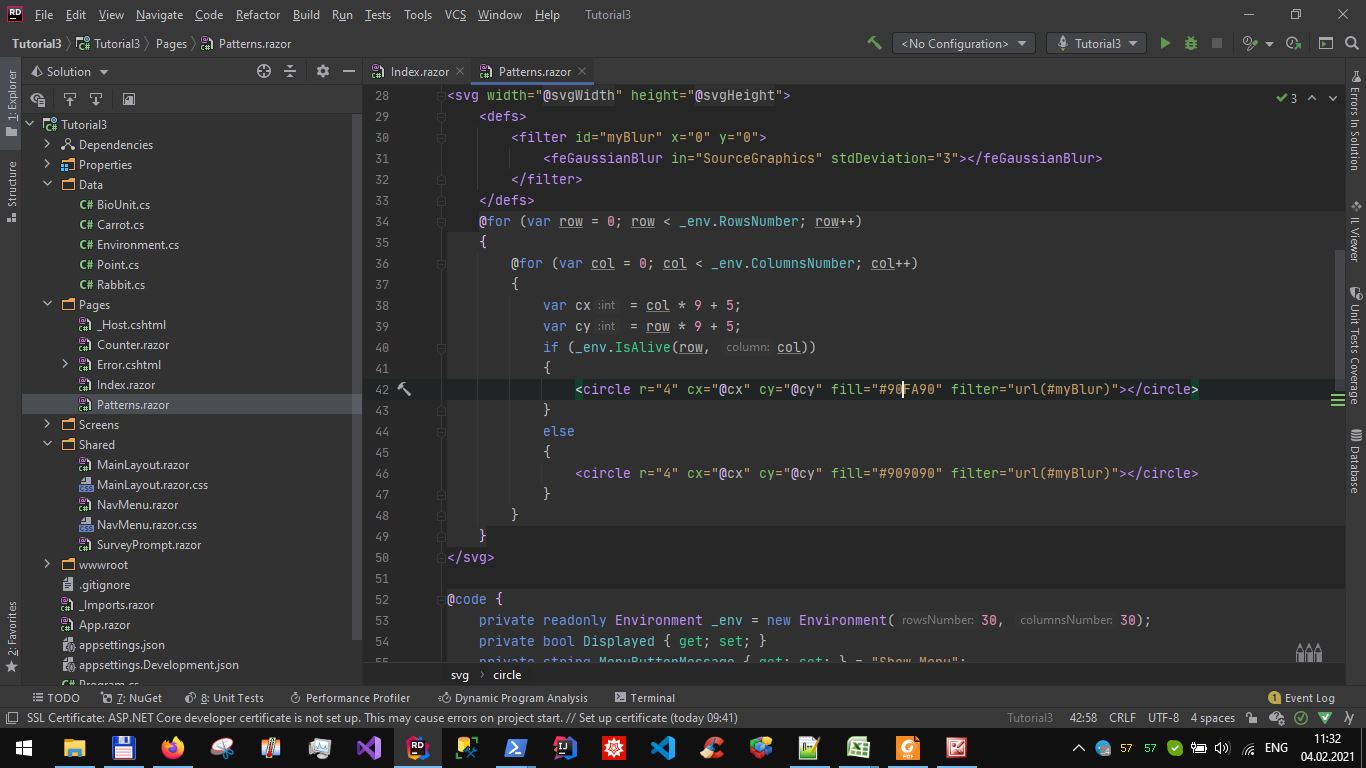 RD File Edit View Navigate Code Refactor Build Run Tests Tools VCS Window Help Tutorial3
Tutorial3 Tutorial3 Pages Patterns.razor <No Configuration> Tutorial3
1: Explorer
Structure
2: Favorites
Solution
Tutorial3
Dependencies
Properties
Data
C# BioUnit.cs
C# Carrot.cs
C# Environment.cs
C# Point.cs
C# Rabbit.cs
Pages
_Host.cshtml
Counter.razor
Error.cshtml
Index.razor
Patterns.razor
Screens
Shared
MainLayout.razor
MainLayout.razor.css
NavMenu.razor
NavMenu.razor.css
SurveyPrompt.razor
wwwroot
.gitignore
_Imports.razor
App.razor
appsettings.json
appsettings.Development.json
Program.cs
Index.razor Patterns.razor
3
28 <svg width="@svgWidth" height="@svgHeight">
29 <defs>
30 <filter id="myBlur" x="0" y="0">
31 <feGaussianBlur in="SourceGraphics" stdDeviation="3"></feGaussianBlur>
32 </filter>
33 </defs>
34 @for (var row = 0; row < _env.RowsNumber; row++)
35 {
36 @for (var col = 0; col < _env.ColumnsNumber; col++)
37 {
38 var cx :int = col * 9 + 5;
39 var cy :int = row * 9 + 5;
40 if (_env.IsAlive(row, column: col))
41 {
42 <circle r="4" cx="@cx" cy="@cy" fill="#90FA90" filter="url(#myBlur)"></circle>
43 }
44 else
45 {
46 <circle r="4" cx="@cx" cy="@cy" fill="#909090" filter="url(#myBlur)"></circle>
47 }
48 }
49 }
50 </svg>
51
52 @code {
53 private readonly Environment _env = new Environment( rowsNumber: 30, columnsNumber: 30);
54 private bool Displayed { get; set; }
55 private string MenuButtonMessage { get; set; } = "Show Menu";
svg circle
Errors In Solution
IL Viewer
Unit Tests Coverage
Database
TODO 7: NuGet 8: Unit Tests Performance Profiler Dynamic Program Analysis Terminal 1 Event Log
SSL Certificate: ASP.NET Core developer certificate is not set up. This may cause errors on project start. // Set up certificate (today 09:41) Tutorial3 42:58 CRLF UTF-8 4 spaces
RD IJ PDF 57 57 ENG 11:32
04.02.2021